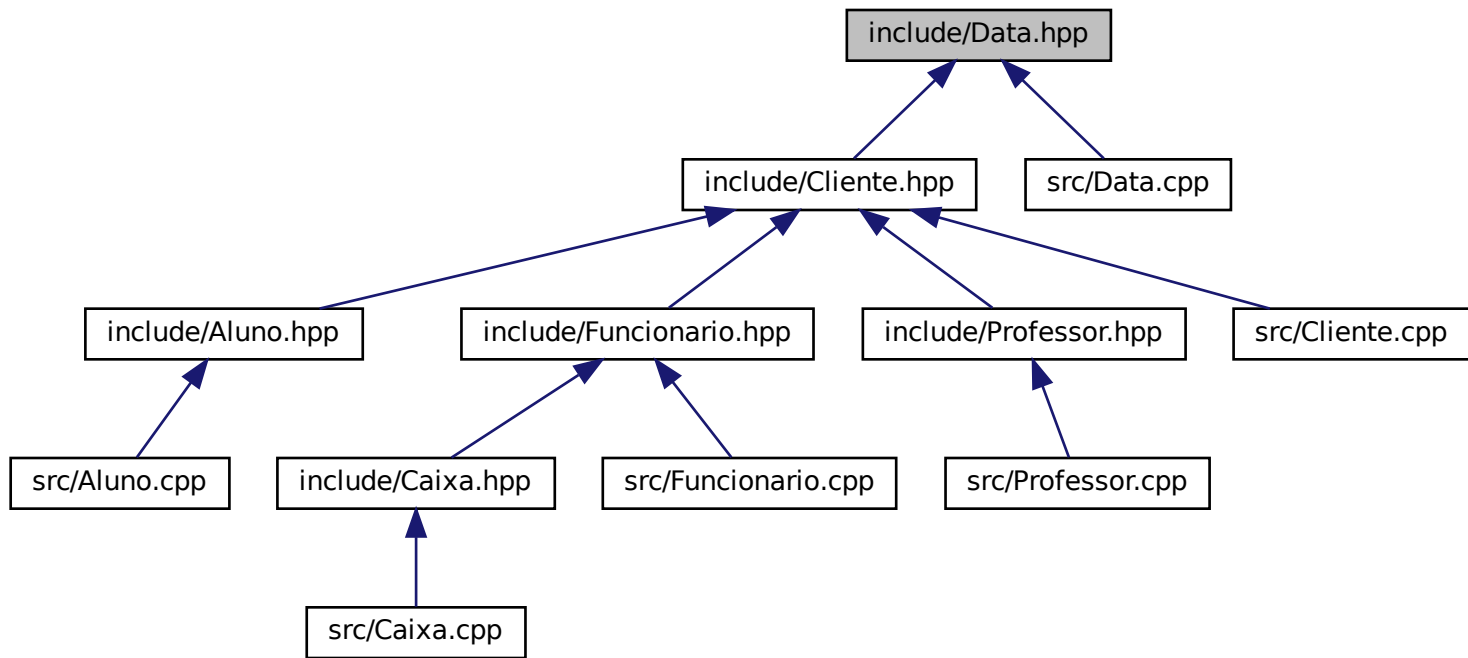 include/Data.hpp
include/Cliente.hpp
src/Data.cpp
include/Aluno.hpp
include/Funcionario.hpp
include/Professor.hpp
src/Cliente.cpp
src/Aluno.cpp
include/Caixa.hpp
src/Funcionario.cpp
src/Professor.cpp
src/Caixa.cpp